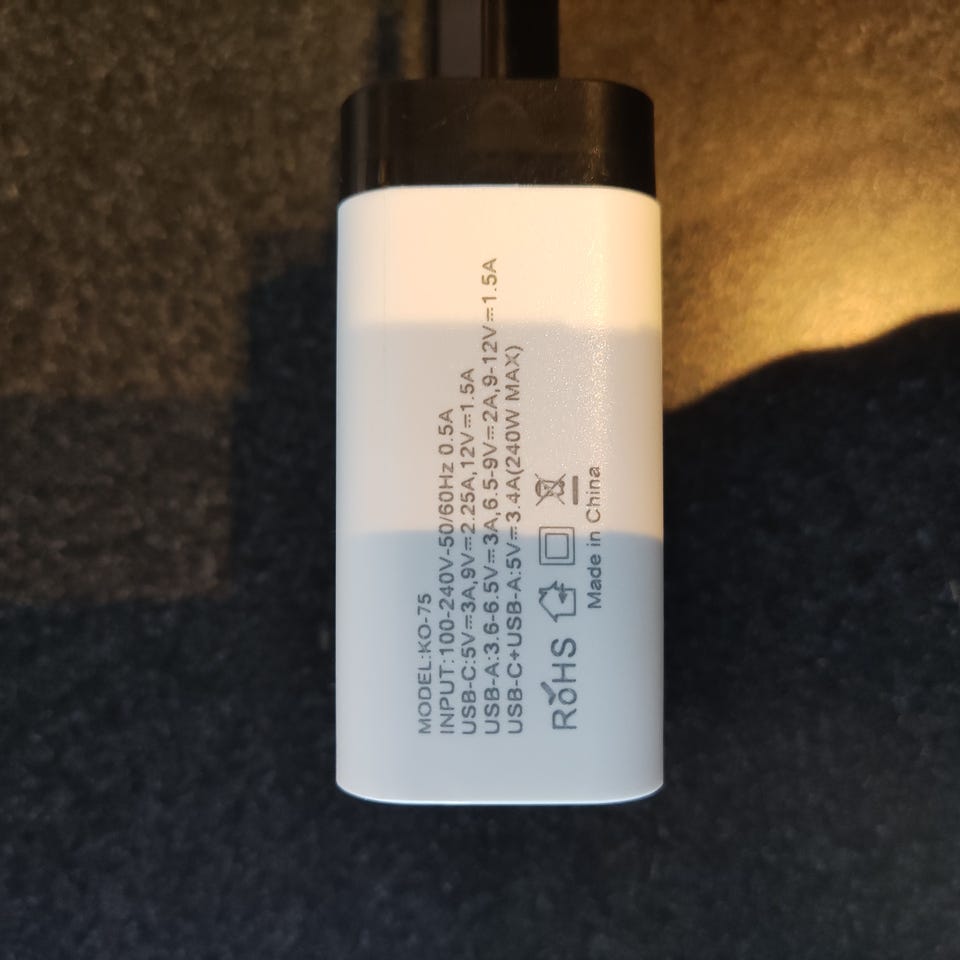 MODEL:KO-75
INPUT:100-240V-50/60Hz 0.5A
USB-C:5V⎓3A,9V⎓2.25A,12V⎓1.5A
USB-A:3.6-6.5V⎓3A,6.5-9V⎓2A,9-12V⎓1.5A
USB-C+USB-A:5V⎓3.4A(240W MAX)
RoHS
Made in China